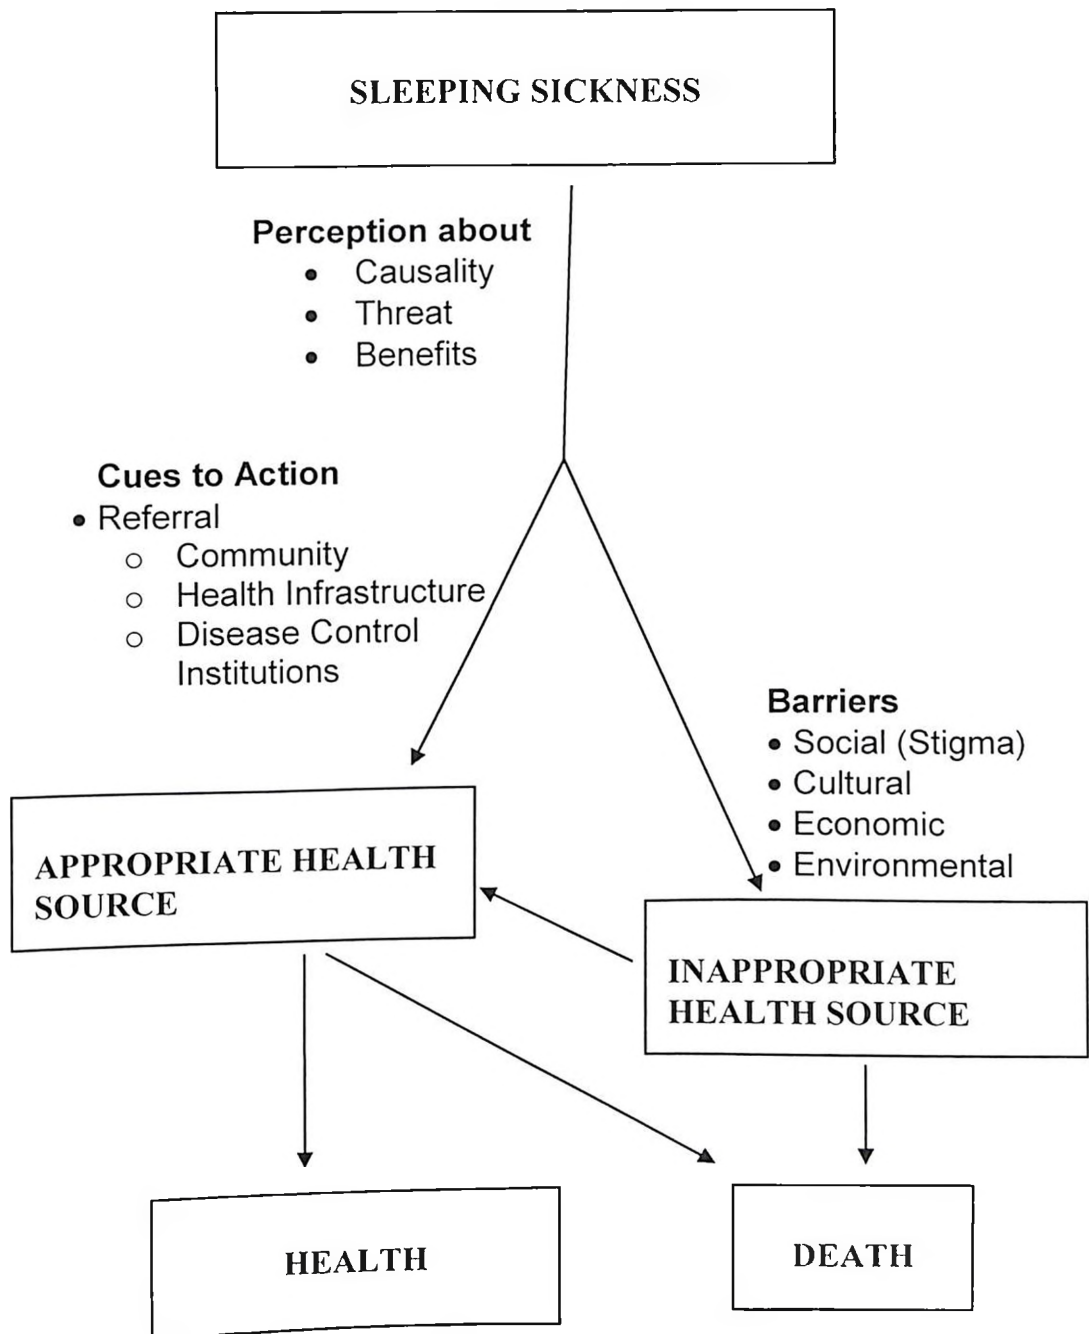 SLEEPING SICKNESS
Perception about
• Causality
• Threat
• Benefits
Cues to Action
• Referral
o Community
o Health Infrastructure
o Disease Control
Institutions
Barriers
• Social (Stigma)
• Cultural
• Economic
• Environmental
APPROPRIATE HEALTH
SOURCE
INAPPROPRIATE
HEALTH SOURCE
HEALTH
DEATH